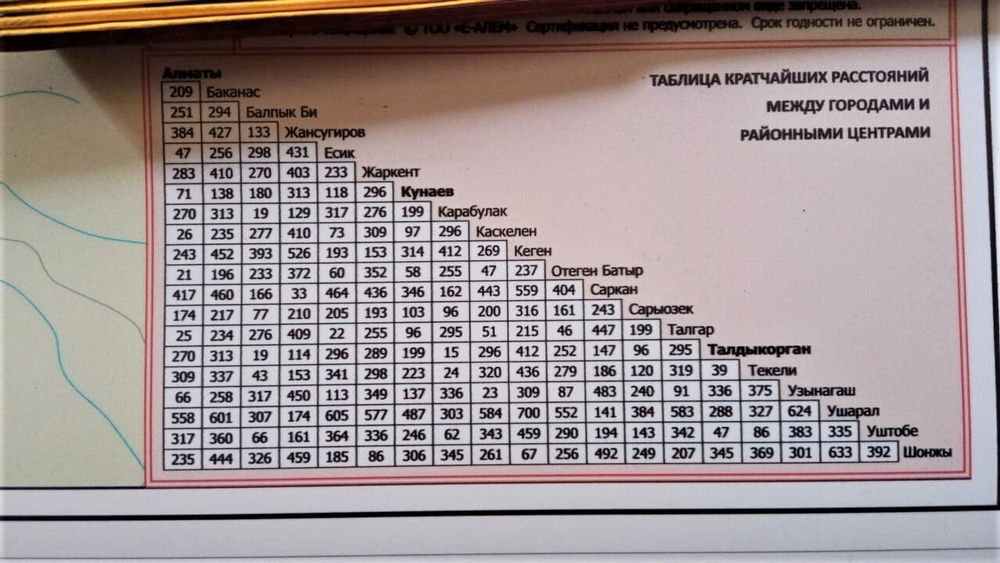 запрещена.
© ТОО «Е-АЛЕМ» Сертификация не предусмотрена. Срок годности не ограничен.
ТАБЛИЦА КРАТЧАЙШИХ РАССТОЯНИЙ
МЕЖДУ ГОРОДАМИ И
РАЙОННЫМИ ЦЕНТРАМИ
Алматы
209 Баканас
251 294 Балпык Би
384 427 133 Жансугиров
47 256 298 431 Есик
283 410 270 403 233 Жаркент
71 138 180 313 118 296 Кунаев
270 313 19 129 317 276 199 Карабулак
26 235 277 410 73 309 97 296 Каскелен
243 452 393 526 193 153 314 412 269 Кеген
21 196 233 372 60 352 58 255 47 237 Отеген Батыр
417 460 166 33 464 436 346 162 443 559 404 Саркан
174 217 77 210 205 193 103 96 200 316 161 243 Сарыозек
25 234 276 409 22 255 96 295 51 215 46 447 199 Талгар
270 313 19 114 296 289 199 15 296 412 252 147 96 295 Талдыкорган
309 337 43 153 341 298 223 24 320 436 279 186 120 319 39 Текели
66 258 317 450 113 349 137 336 23 309 87 483 240 91 336 375 Узынагаш
558 601 307 174 605 577 487 303 584 700 552 141 384 583 288 327 624 Ушарал
317 360 66 161 364 336 246 62 343 459 290 194 143 342 47 86 383 335 Уштобе
235 444 326 459 185 86 306 345 261 67 256 492 249 207 345 369 301 633 392 Шонжы